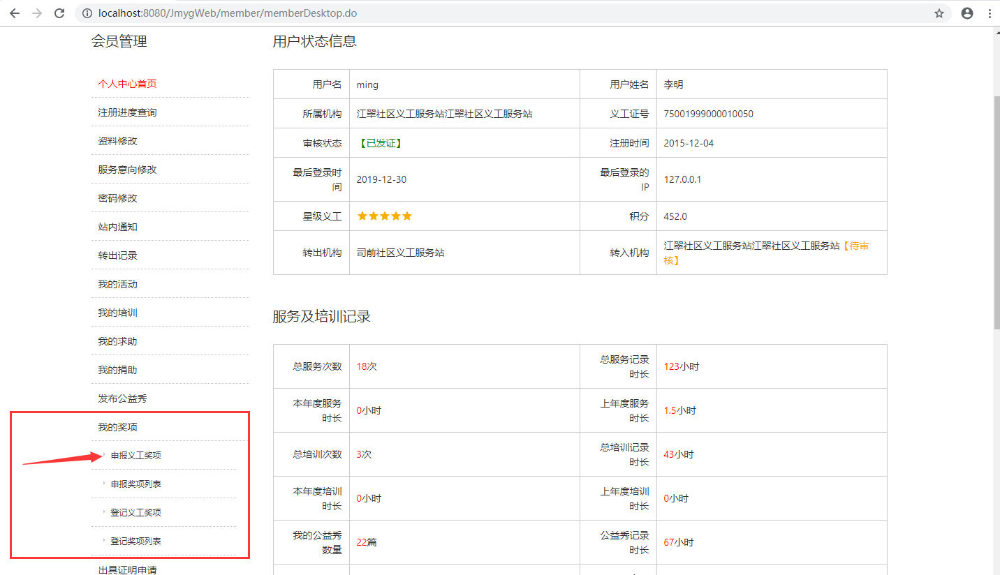 localhost:8080/JmygWeb/member/memberDesktop.do
会员管理
个人中心首页
注册进度查询
资料修改
服务意向修改
密码修改
站内通知
转出记录
我的活动
我的培训
我的求助
我的捐助
发布公益秀
我的奖项
申报义工奖项
申报奖项列表
登记义工奖项
登记奖项列表
出具证明申请
用户状态信息
用户名 ming 用户姓名 李明
所属机构 江翠社区义工服务站江翠社区义工服务站 义工证号 75001999000010050
审核状态 【已发证】 注册时间 2015-12-04
最后登录时
间 2019-12-30 最后登录的
IP 127.0.0.1
星级义工 ★★★★★ 积分 452.0
转出机构 司前社区义工服务站 转入机构 江翠社区义工服务站江翠社区义工服务站【待审
核】
服务及培训记录
总服务次数 18次 总服务记录
时长 123小时
本年度服务
时长 0小时 上年度服务
时长 1.5小时
总培训次数 3次 总培训记录
时长 43小时
本年度培训
时长 0小时 上年度培训
时长 0小时
我的公益秀
数量 22篇 公益秀记录
时长 67小时